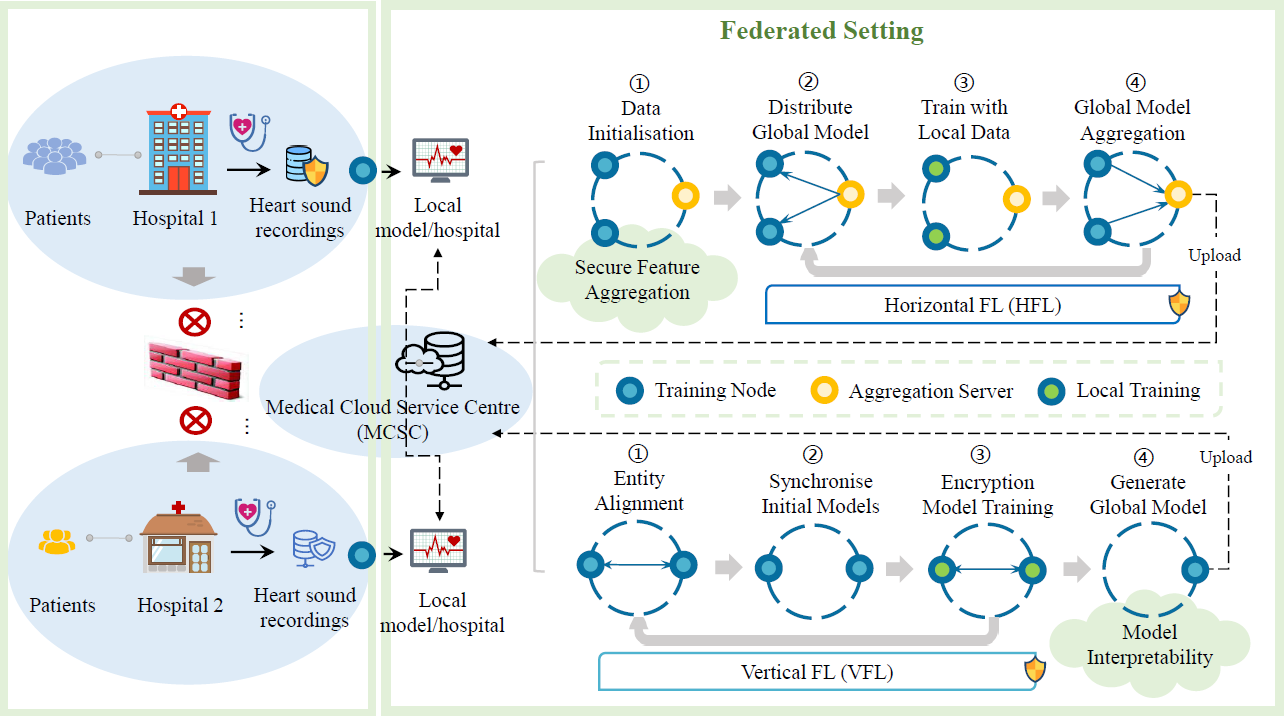 Federated Setting
Patients
Hospital 1
Heart sound
recordings
Local
model/hospital
①
Data
Initialisation
②
Distribute
Global Model
③
Train with
Local Data
④
Global Model
Aggregation
Secure Feature
Aggregation
Upload
Horizontal FL (HFL)
⋮
Medical Cloud Service Centre
(MCSC)
⋮
Training Node
Aggregation Server
Local Training
①
Entity
Alignment
②
Synchronise
Initial Models
③
Encryption
Model Training
④
Generate
Global Model
Upload
Patients
Hospital 2
Heart sound
recordings
Local
model/hospital
Model
Interpretability
Vertical FL (VFL)